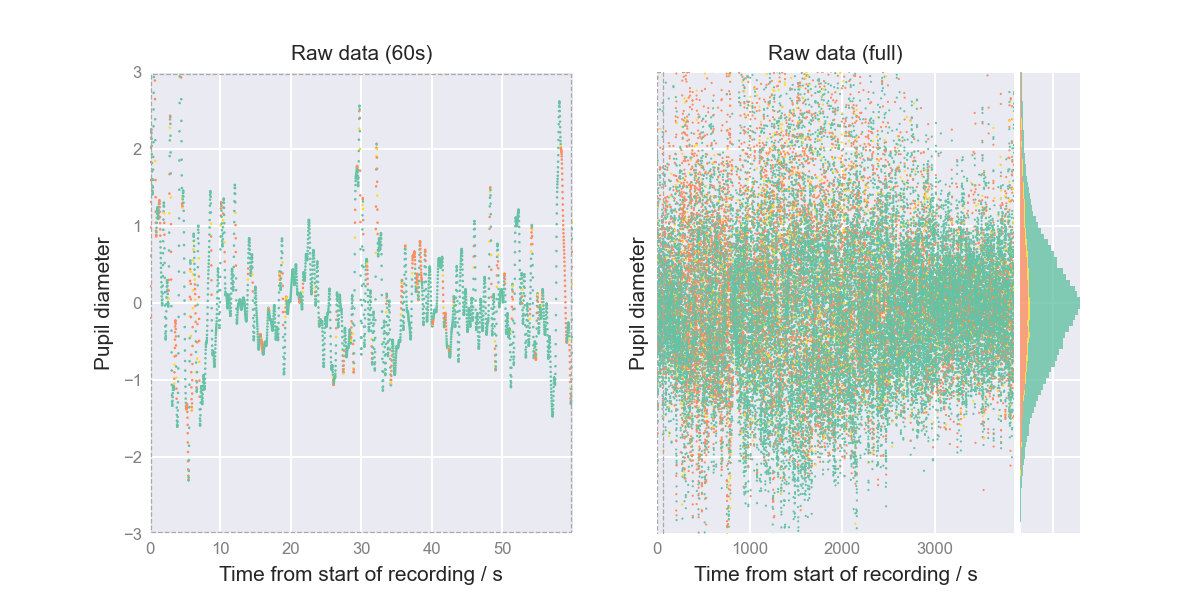 Raw data (60s)
Raw data (full)
Pupil diameter
3
2
1
0
−1
−2
−3
0 10 20 30 40 50
Time from start of recording / s
Pupil diameter
0 1000 2000 3000
Time from start of recording / s